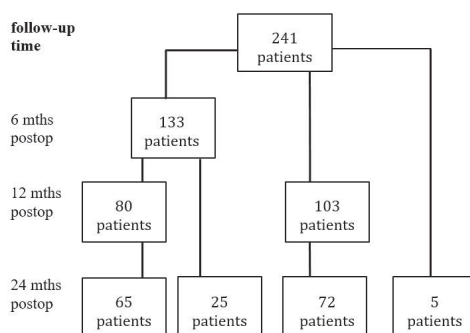 follow-up
time
241
patients
6 mths
postop
133
patients
12 mths
postop
80
patients
103
patients
24 mths
postop
65
patients
25
patients
72
patients
5
patients